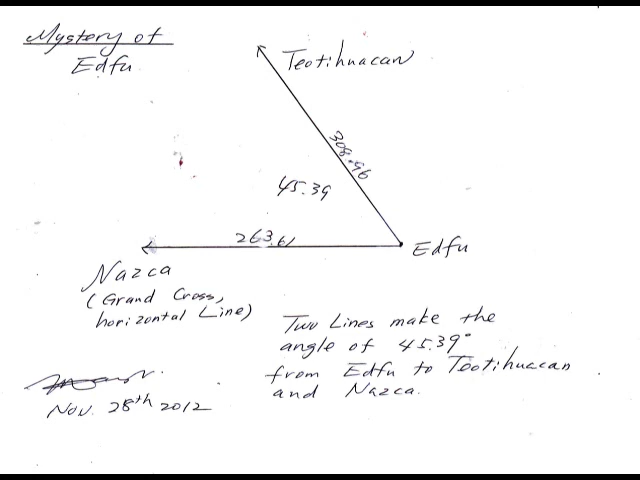 Mystery of
Edfu
Teotihuacan
308.96
45.39
263.61
Edfu
Nazca
(Grand Cross,
horizontal Line)
Two Lines make the
angle of 45.39°
from Edfu to Teotihuacan
and Nazca.
Nov. 28th 2012